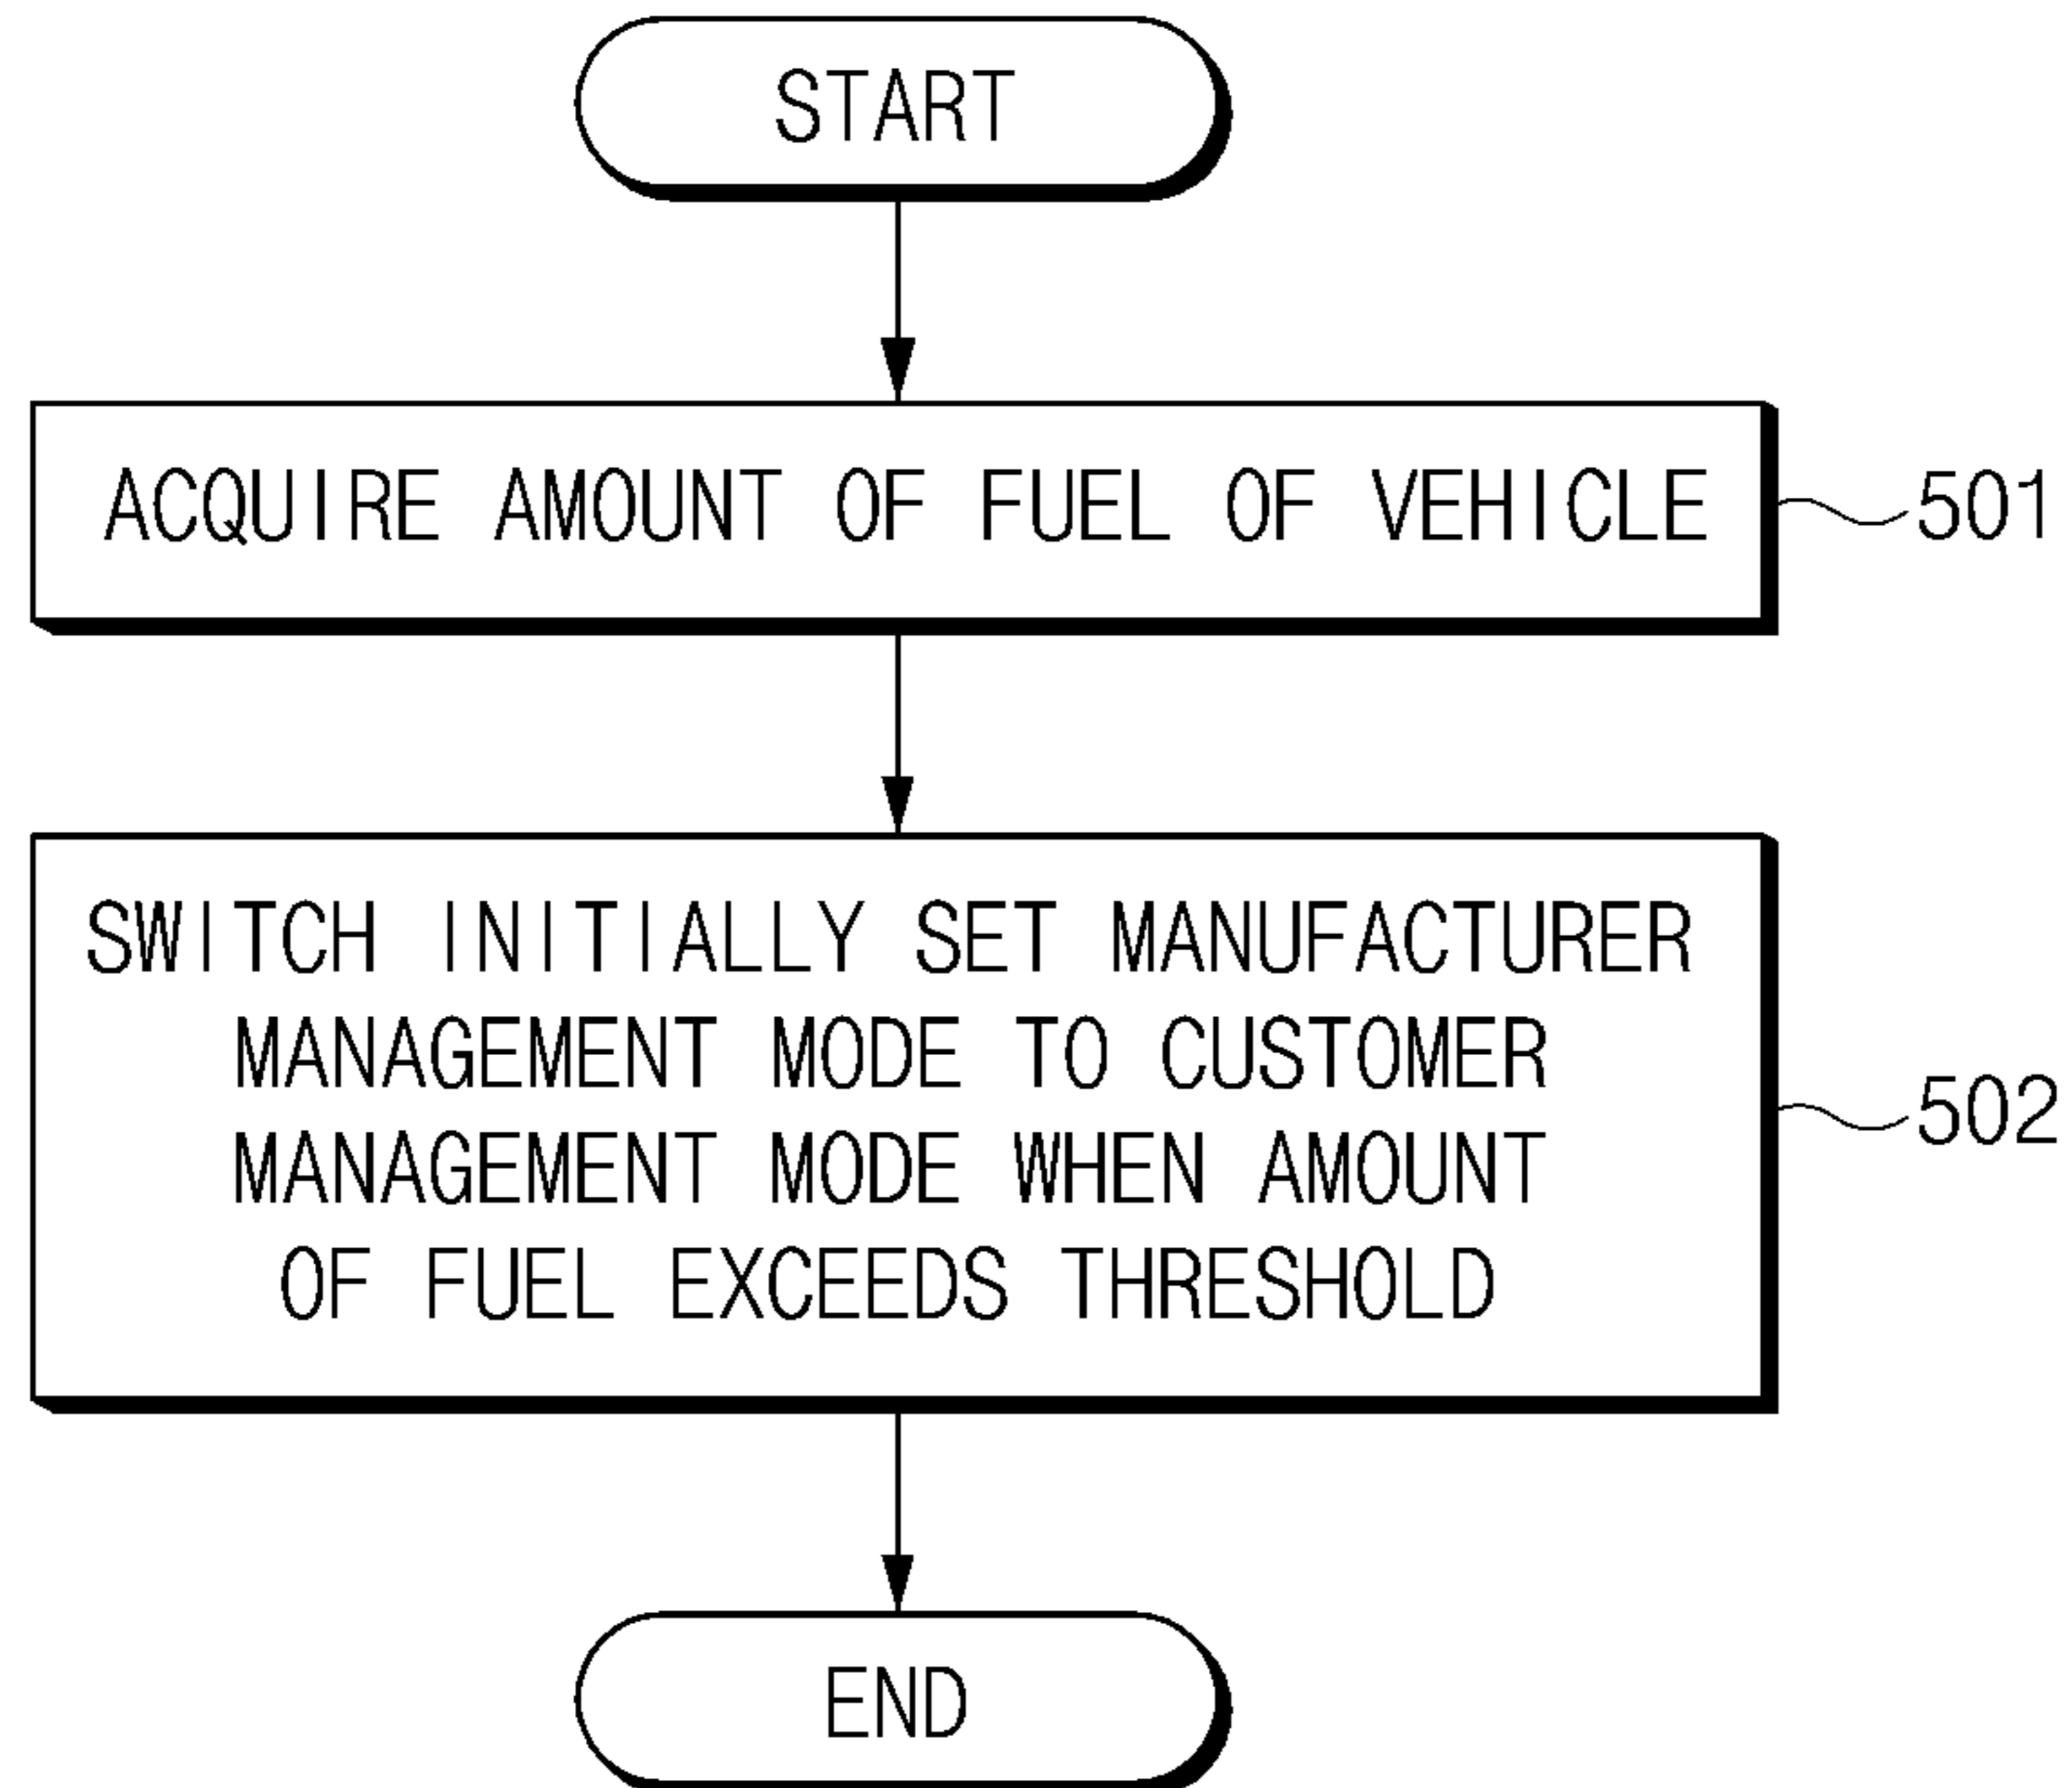 START
ACQUIRE AMOUNT OF FUEL OF VEHICLE
501
SWITCH INITIALLY SET MANUFACTURER
MANAGEMENT MODE TO CUSTOMER
MANAGEMENT MODE WHEN AMOUNT
OF FUEL EXCEEDS THRESHOLD
502
END